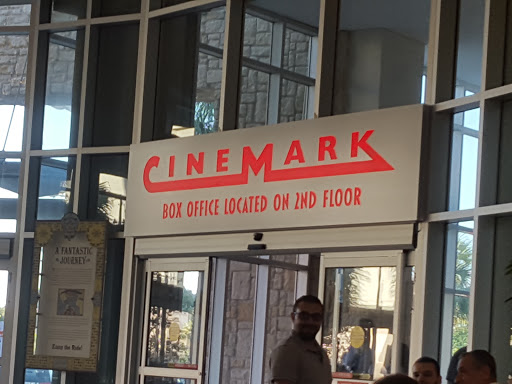 CINEMARK
BOX OFFICE LOCATED ON 2ND FLOOR
A FANTASTIC
JOURNEY